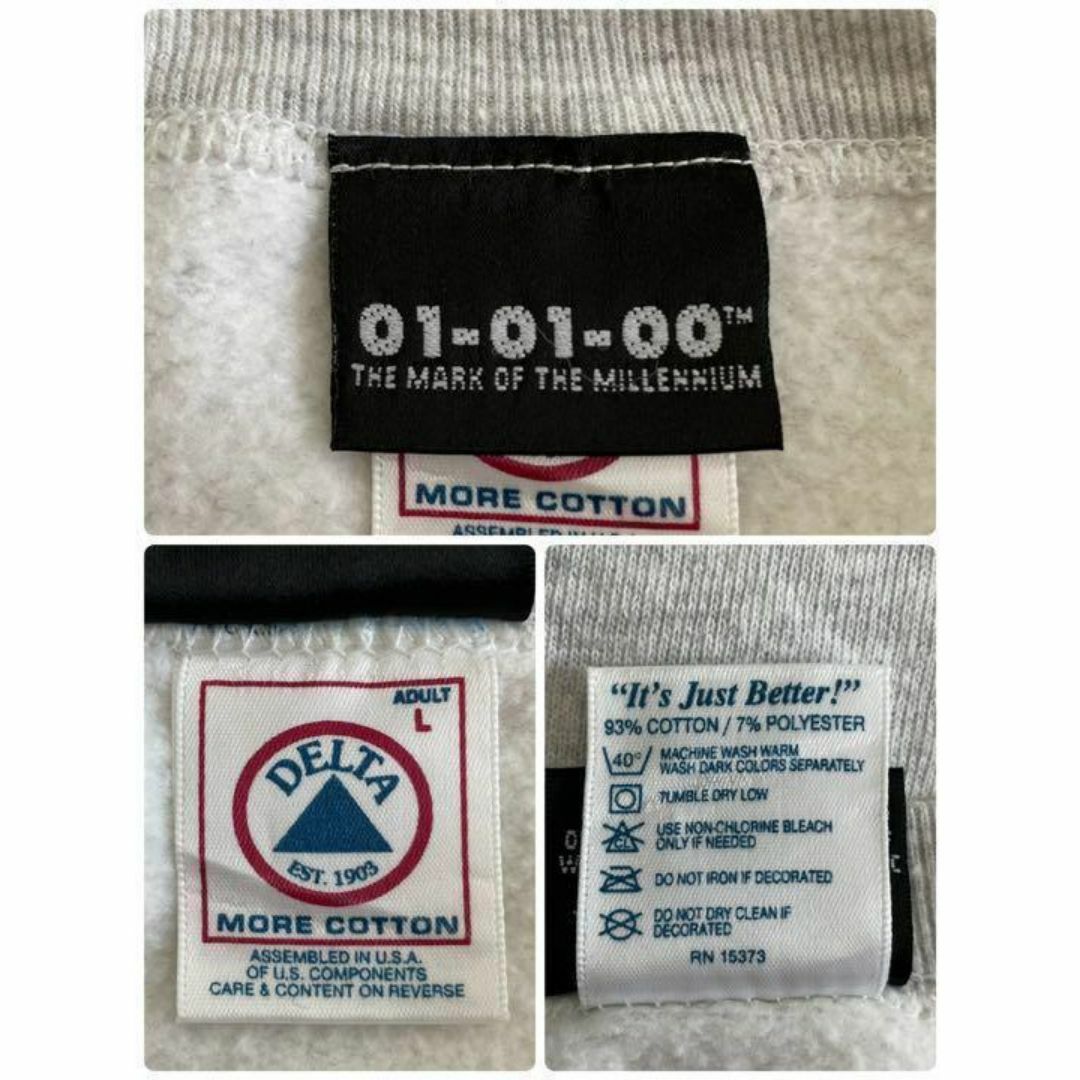 01-01-00™
THE MARK OF THE MILLENNIUM
MORE COTTON
ASSEMBLED IN U.S.A.
ADULT
L
DELTA
EST. 1903
MORE COTTON
ASSEMBLED IN U.S.A.
OF U.S. COMPONENTS
CARE & CONTENT ON REVERSE
“It's Just Better!”
93% COTTON / 7% POLYESTER
40° MACHINE WASH WARM
WASH DARK COLORS SEPARATELY
TUMBLE DRY LOW
CL USE NON-CHLORINE BLEACH
ONLY IF NEEDED
DO NOT IRON IF DECORATED
DO NOT DRY CLEAN IF
DECORATED
RN 15373